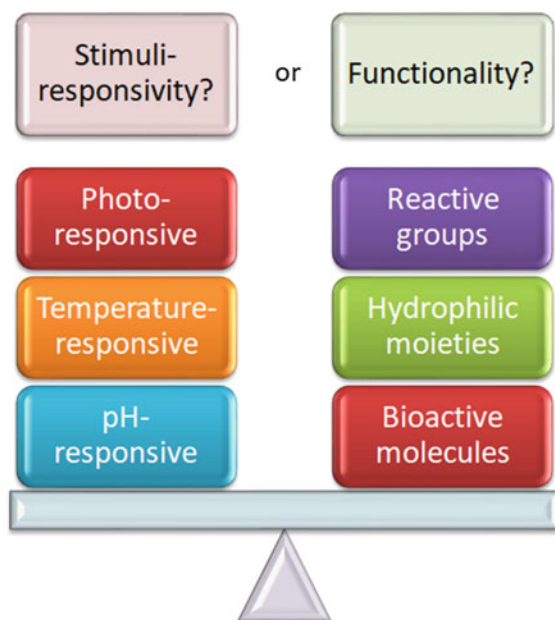 Stimuli-
responsivity?
or
Functionality?
Photo-
responsive
Reactive
groups
Temperature-
responsive
Hydrophilic
moieties
pH-
responsive
Bioactive
molecules